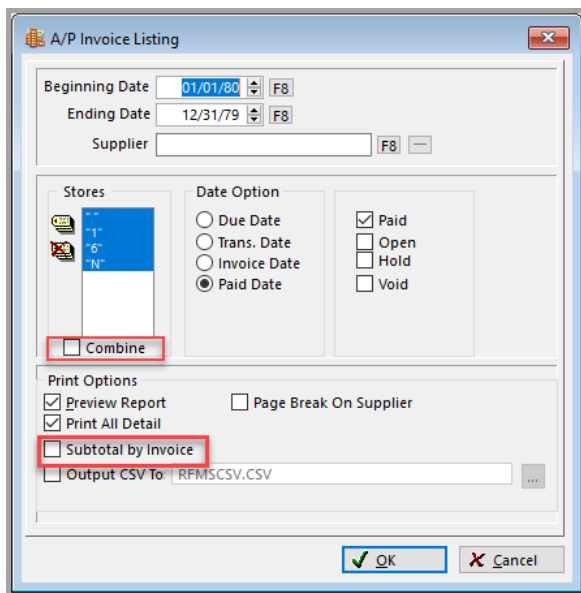 A/P Invoice Listing
Beginning Date 01/01/80 F8
Ending Date 12/31/79 F8
Supplier F8
Stores
" "
"1"
"6"
"N"
Combine
Date Option
Due Date
Trans. Date
Invoice Date
Paid Date
Paid
Open
Hold
Void
Print Options
Preview Report Page Break On Supplier
Print All Detail
Subtotal by Invoice
Output CSV To RFMSCSV.CSV ...
OK Cancel